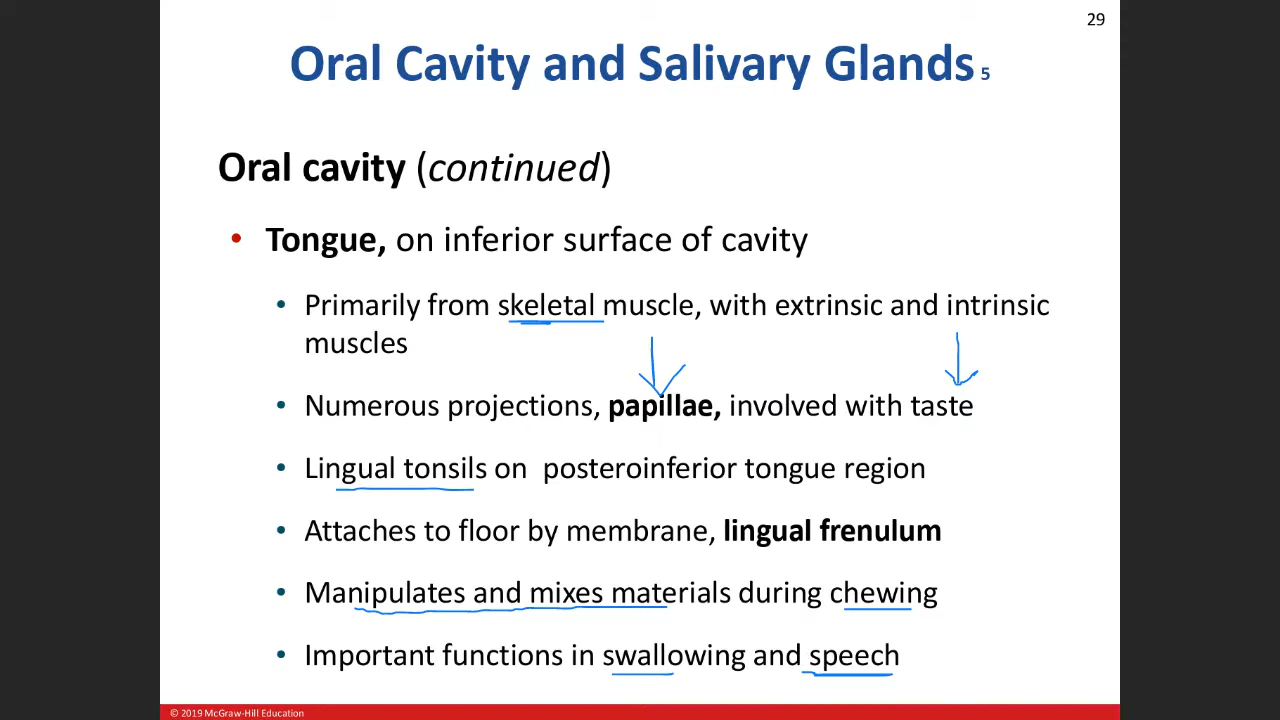 29
Oral Cavity and Salivary Glands 5
Oral cavity (continued)
• Tongue, on inferior surface of cavity
• Primarily from skeletal muscle, with extrinsic and intrinsic
muscles
• Numerous projections, papillae, involved with taste
• Lingual tonsils on posteroinferior tongue region
• Attaches to floor by membrane, lingual frenulum
• Manipulates and mixes materials during chewing
• Important functions in swallowing and speech
© 2019 McGraw-Hill Education